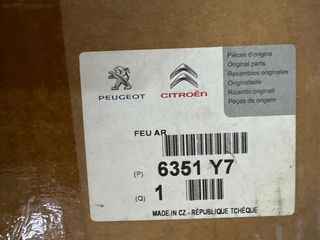 Pièces d'origine
Original parts
Recambios originales
Originalteile
Ricambi originali
Peças de origem
PEUGEOT
CITROËN
FEU AR
(P) 6351 Y7
(Q) 1
MADE IN CZ - RÉPUBLIQUE TCHÈQUE